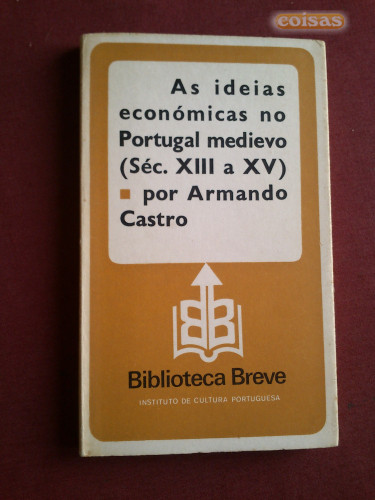 coisas
As ideias
económicas no
Portugal medievo
(Séc. XIII a XV)
■ por Armando
Castro
Biblioteca Breve
INSTITUTO DE CULTURA PORTUGUESA